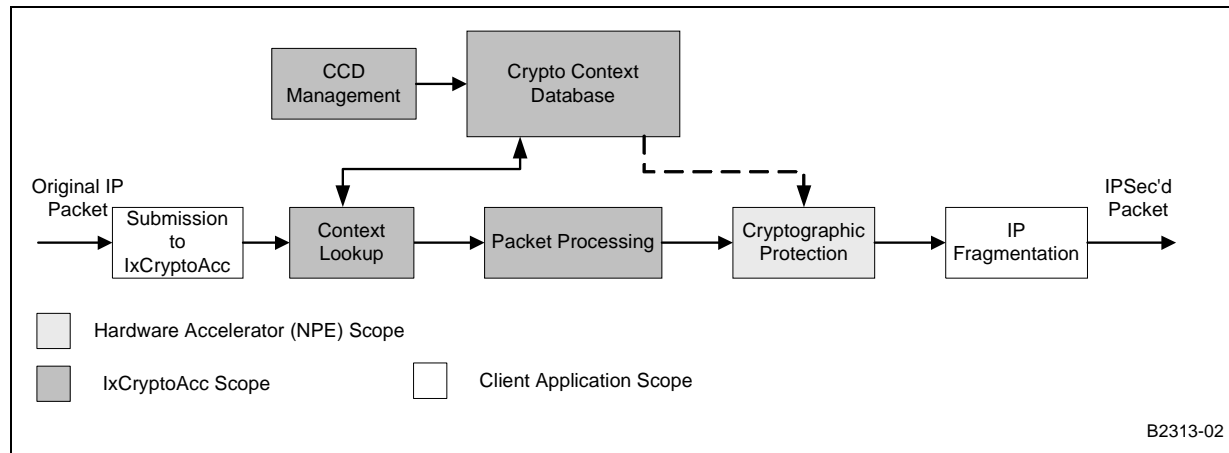 CCD
Management
Crypto Context
Database
Original IP
Packet
Submission
to
IxCryptoAcc
Context
Lookup
Packet Processing
Cryptographic
Protection
IP
Fragmentation
IPSec'd
Packet
Hardware Accelerator (NPE) Scope
IxCryptoAcc Scope
Client Application Scope
B2313-02